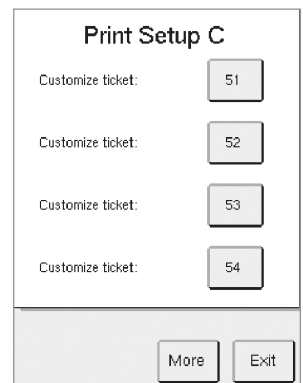 Print Setup C
Customize ticket: 51
Customize ticket: 52
Customize ticket: 53
Customize ticket: 54
More Exit